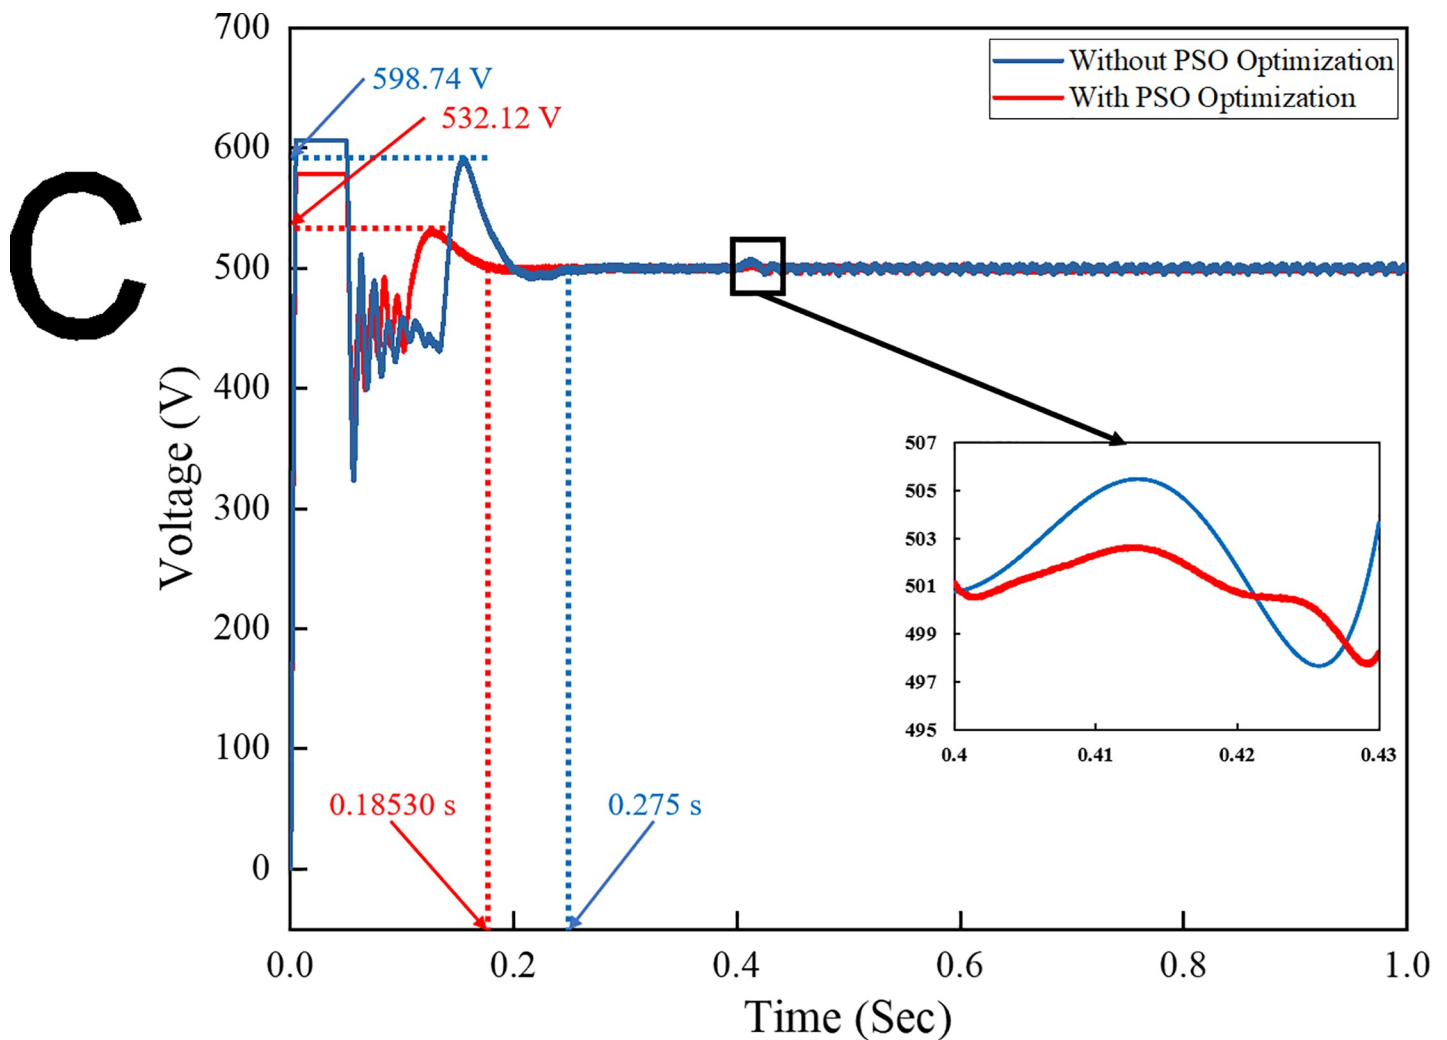 C
700
600
500
400
300
200
100
0
Voltage (V)
598.74 V
532.12 V
Without PSO Optimization
With PSO Optimization
507
505
503
501
499
497
495
0.4 0.41 0.42 0.43
0.18530 s
0.275 s
0.0 0.2 0.4 0.6 0.8 1.0
Time (Sec)